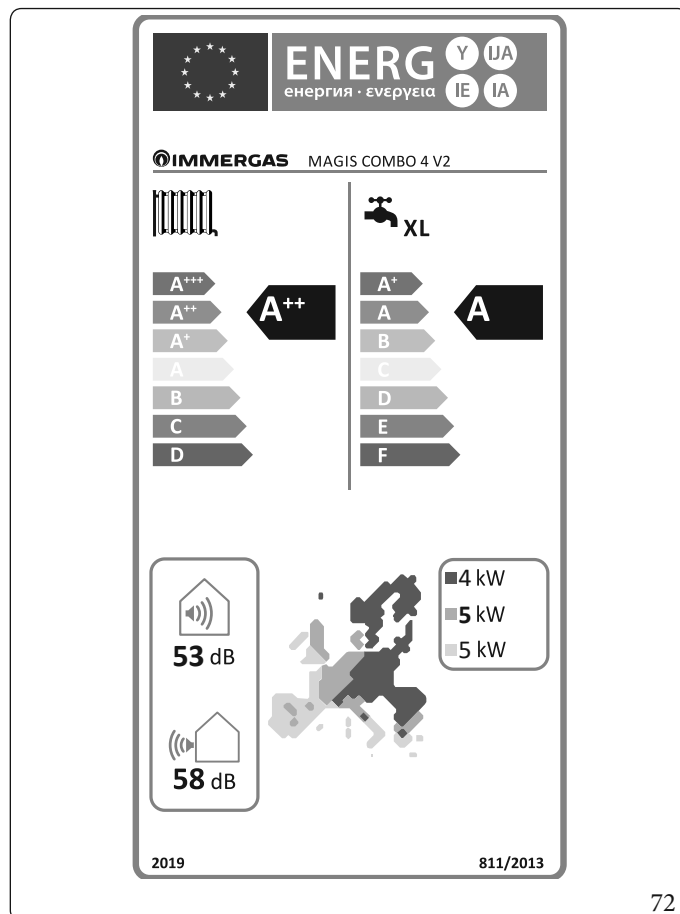 ENERG Y IJA
енергия · ενεργεια IE IA
IMMERGAS MAGIS COMBO 4 V2
XL
A+++
A++
A+
A
B
C
D
A++
A+
A
B
C
D
E
F
A
53 dB
58 dB
4 kW
5 kW
5 kW
2019 811/2013
72